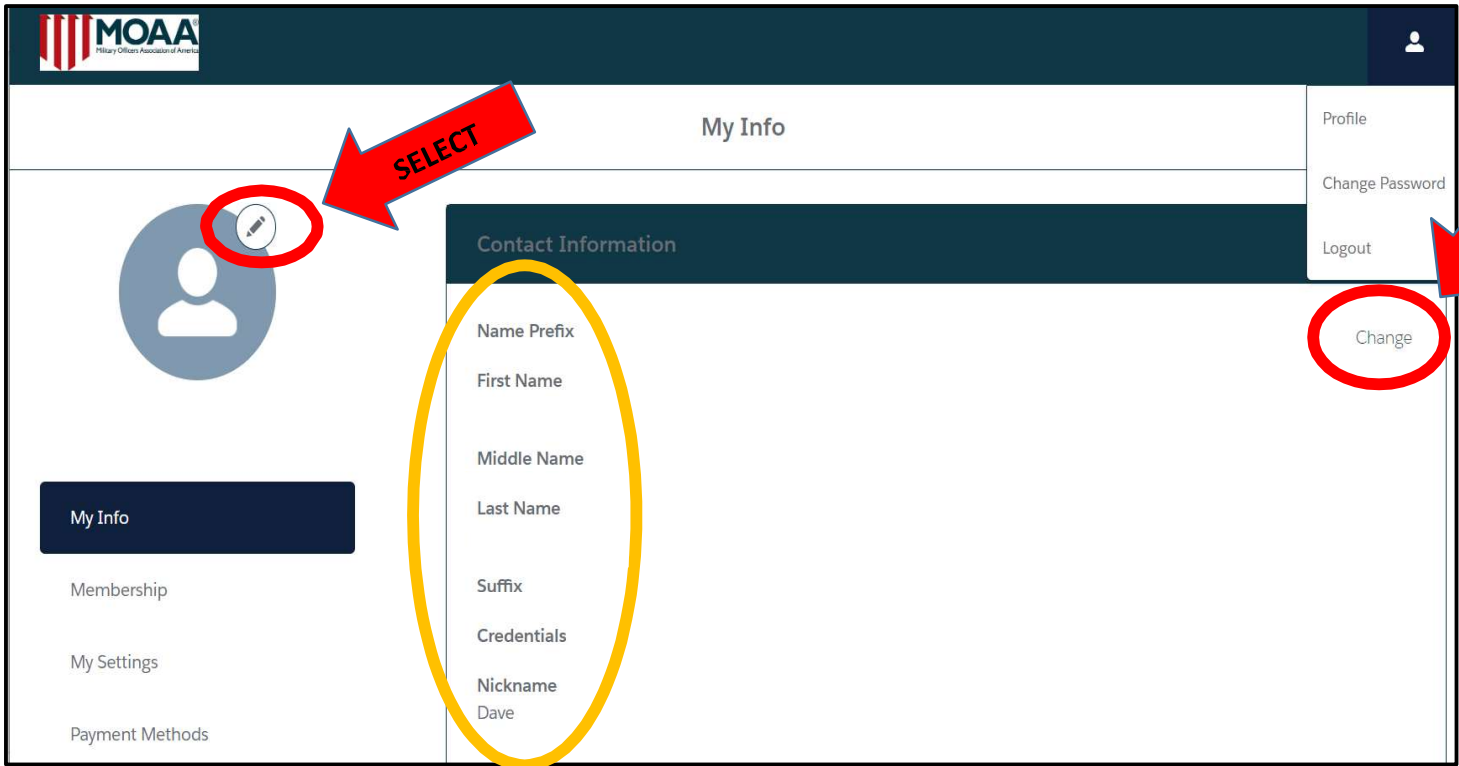 MOAA®
Military Officers Association of America
SELECT
My Info
Profile
Change Password
Logout
Contact Information
Name Prefix
Change
First Name
Middle Name
Last Name
Suffix
Credentials
Nickname
Dave
My Info
Membership
My Settings
Payment Methods